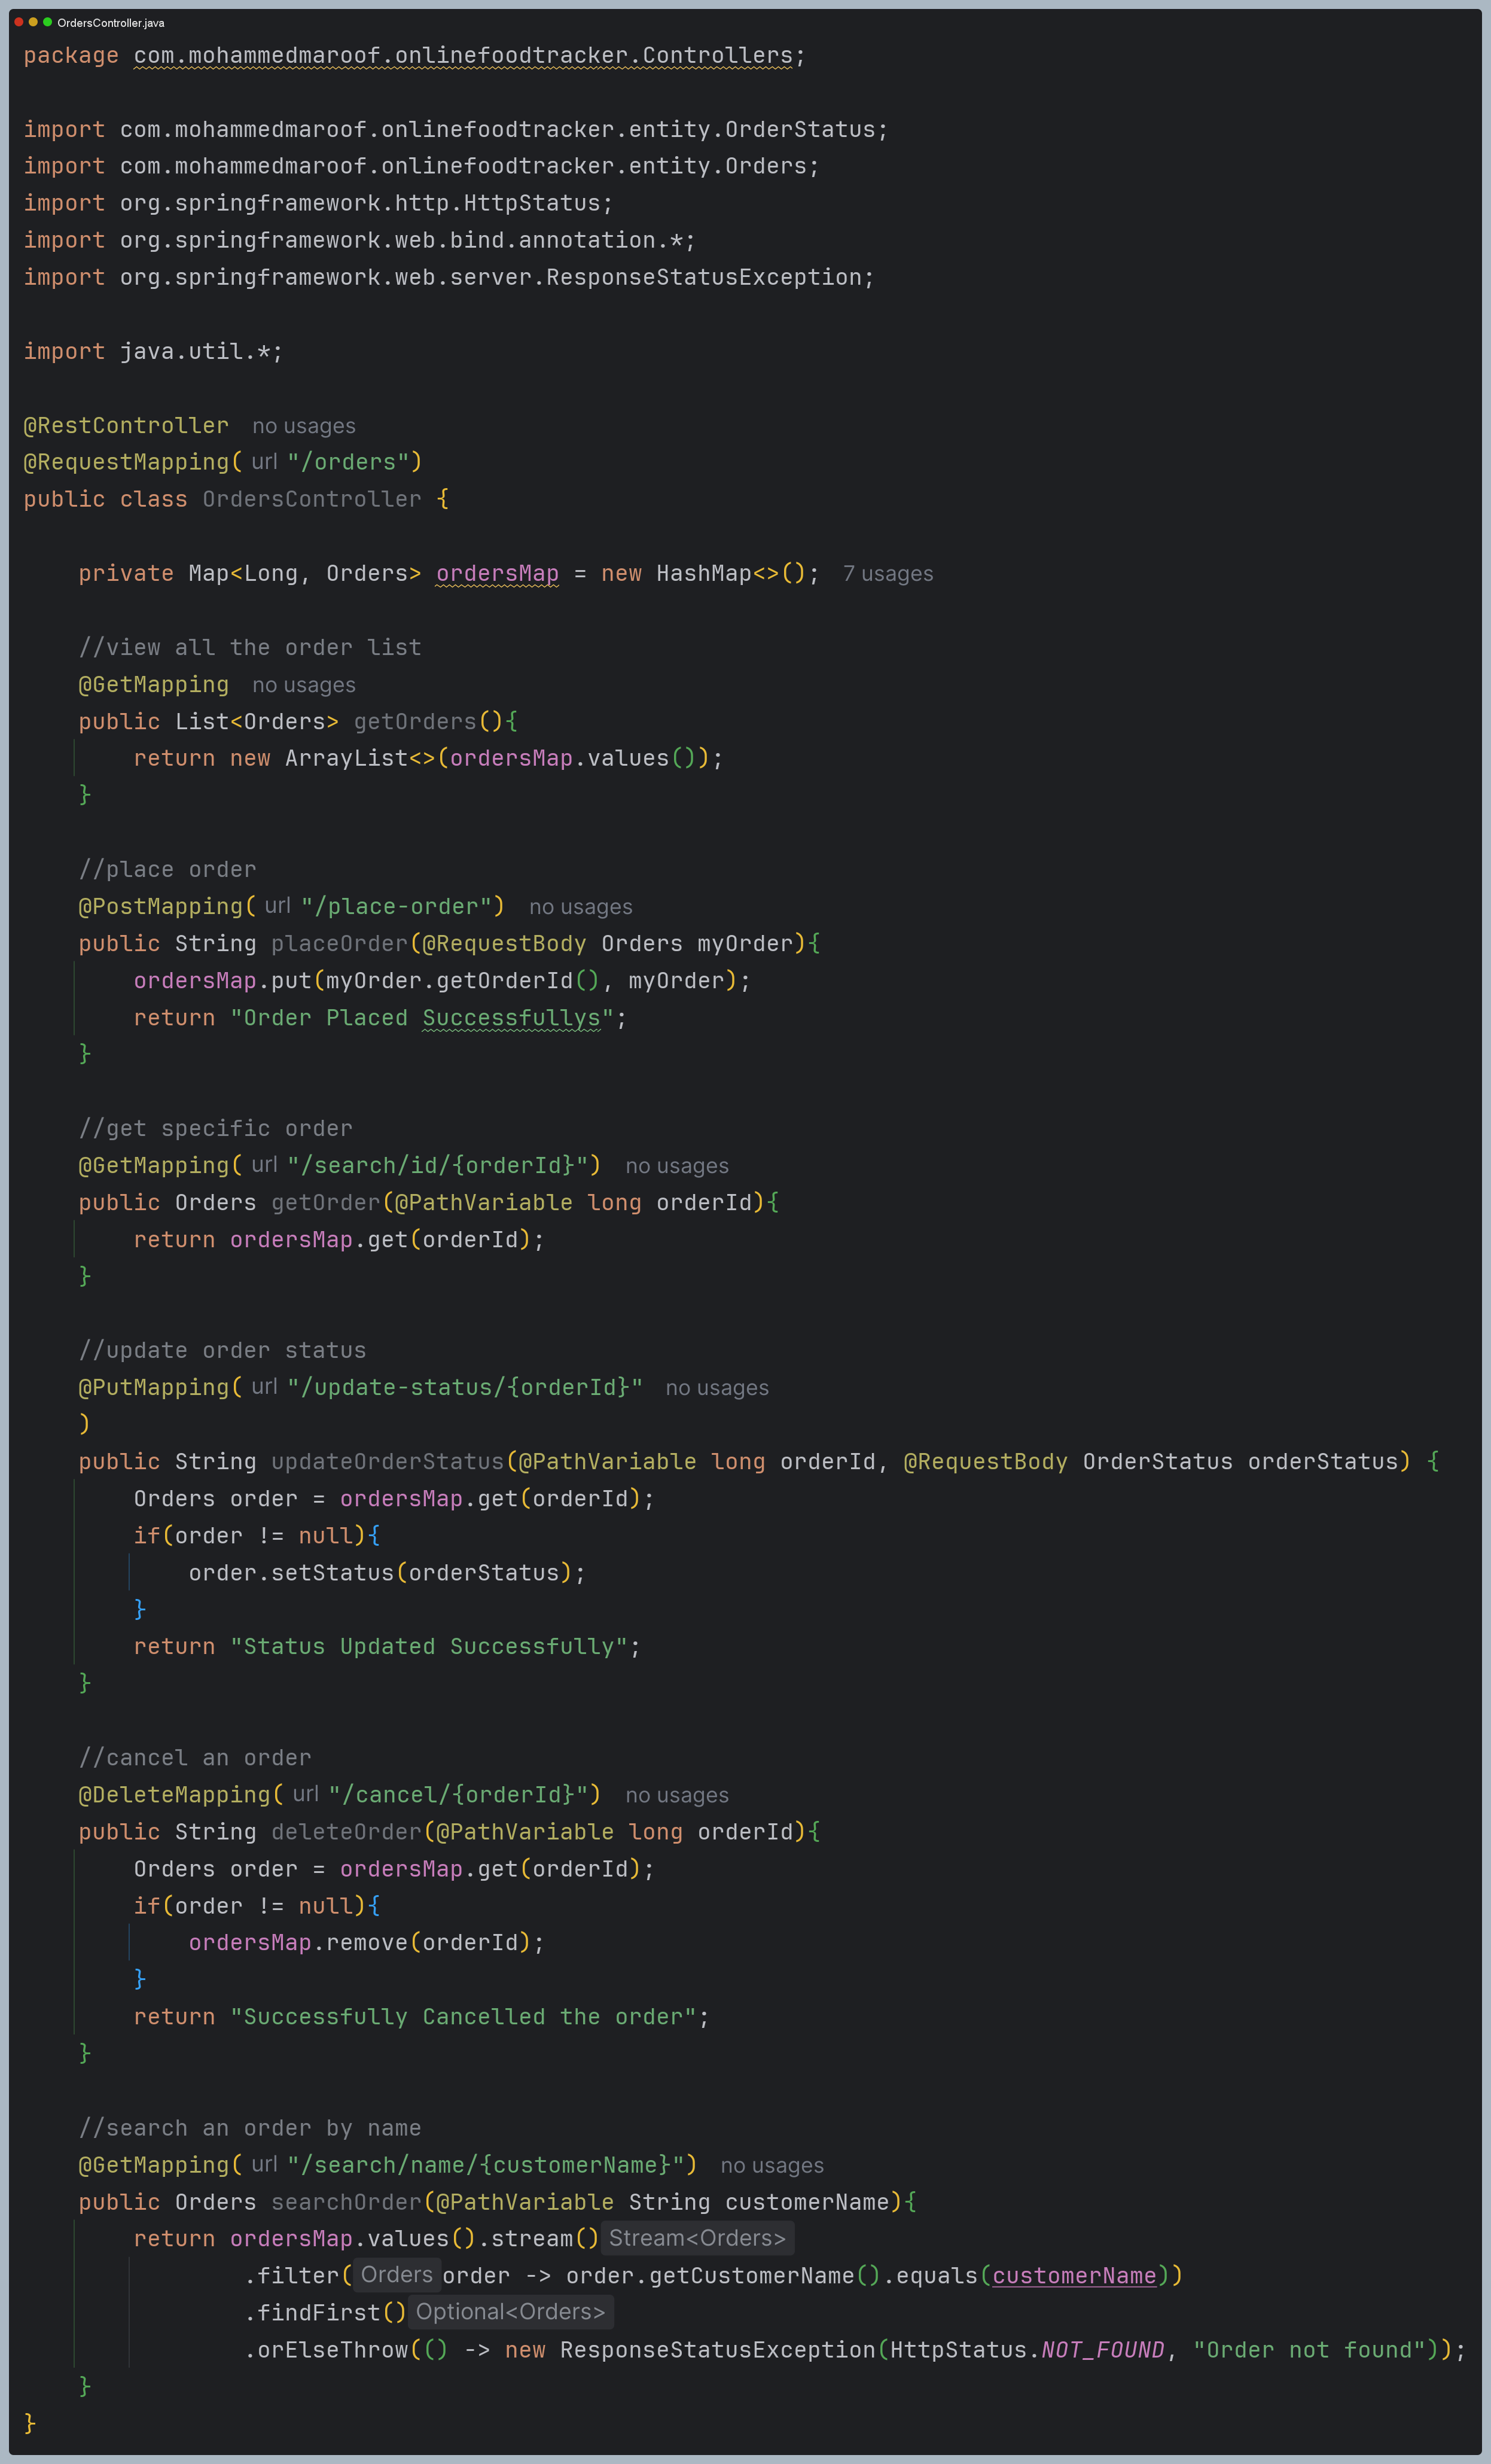 OrdersController.java
package com.mohammedmaroof.onlinefoodtracker.Controllers;
import com.mohammedmaroof.onlinefoodtracker.entity.OrderStatus;
import com.mohammedmaroof.onlinefoodtracker.entity.Orders;
import org.springframework.http.HttpStatus;
import org.springframework.web.bind.annotation.*;
import org.springframework.web.server.ResponseStatusException;
import java.util.*;
@RestController no usages
@RequestMapping( url "/orders")
public class OrdersController {
private Map<Long, Orders> ordersMap = new HashMap<>(); 7 usages
//view all the order list
@GetMapping no usages
public List<Orders> getOrders(){
return new ArrayList<>(ordersMap.values());
}
//place order
@PostMapping( url "/place-order") no usages
public String placeOrder(@RequestBody Orders myOrder){
ordersMap.put(myOrder.getOrderId(), myOrder);
return "Order Placed Successfullys";
}
//get specific order
@GetMapping( url "/search/id/{orderId}") no usages
public Orders getOrder(@PathVariable long orderId){
return ordersMap.get(orderId);
}
//update order status
@PutMapping( url "/update-status/{orderId}" no usages
)
public String updateOrderStatus(@PathVariable long orderId, @RequestBody OrderStatus orderStatus) {
Orders order = ordersMap.get(orderId);
if(order != null){
order.setStatus(orderStatus);
}
return "Status Updated Successfully";
}
//cancel an order
@DeleteMapping( url "/cancel/{orderId}") no usages
public String deleteOrder(@PathVariable long orderId){
Orders order = ordersMap.get(orderId);
if(order != null){
ordersMap.remove(orderId);
}
return "Successfully Cancelled the order";
}
//search an order by name
@GetMapping( url "/search/name/{customerName}") no usages
public Orders searchOrder(@PathVariable String customerName){
return ordersMap.values().stream() Stream<Orders>
.filter( Orders order -> order.getCustomerName().equals(customerName))
.findFirst() Optional<Orders>
.orElseThrow(() -> new ResponseStatusException(HttpStatus.NOT_FOUND, "Order not found"));
}
}